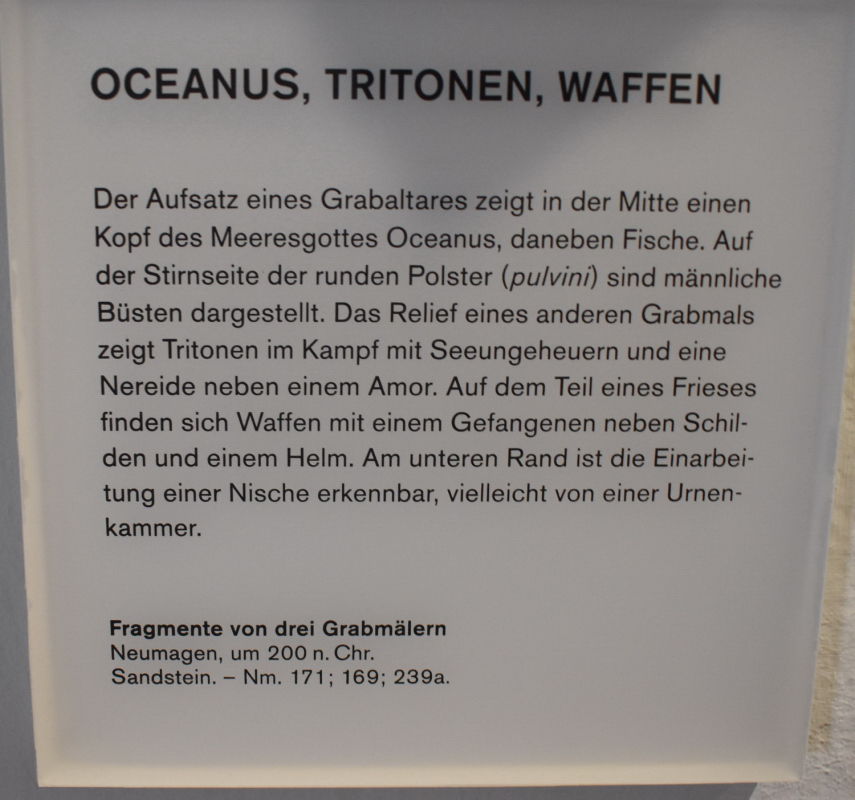 OCEANUS, TRITONEN, WAFFEN
Der Aufsatz eines Grabaltares zeigt in der Mitte einen
Kopf des Meeresgottes Oceanus, daneben Fische. Auf
der Stirnseite der runden Polster (pulvini) sind männliche
Büsten dargestellt. Das Relief eines anderen Grabmals
zeigt Tritonen im Kampf mit Seeungeheuern und eine
Nereide neben einem Amor. Auf dem Teil eines Frieses
finden sich Waffen mit einem Gefangenen neben Schil-
den und einem Helm. Am unteren Rand ist die Einarbei-
tung einer Nische erkennbar, vielleicht von einer Urnen-
kammer.
Fragmente von drei Grabmälern
Neumagen, um 200 n. Chr.
Sandstein. – Nm. 171; 169; 239a.